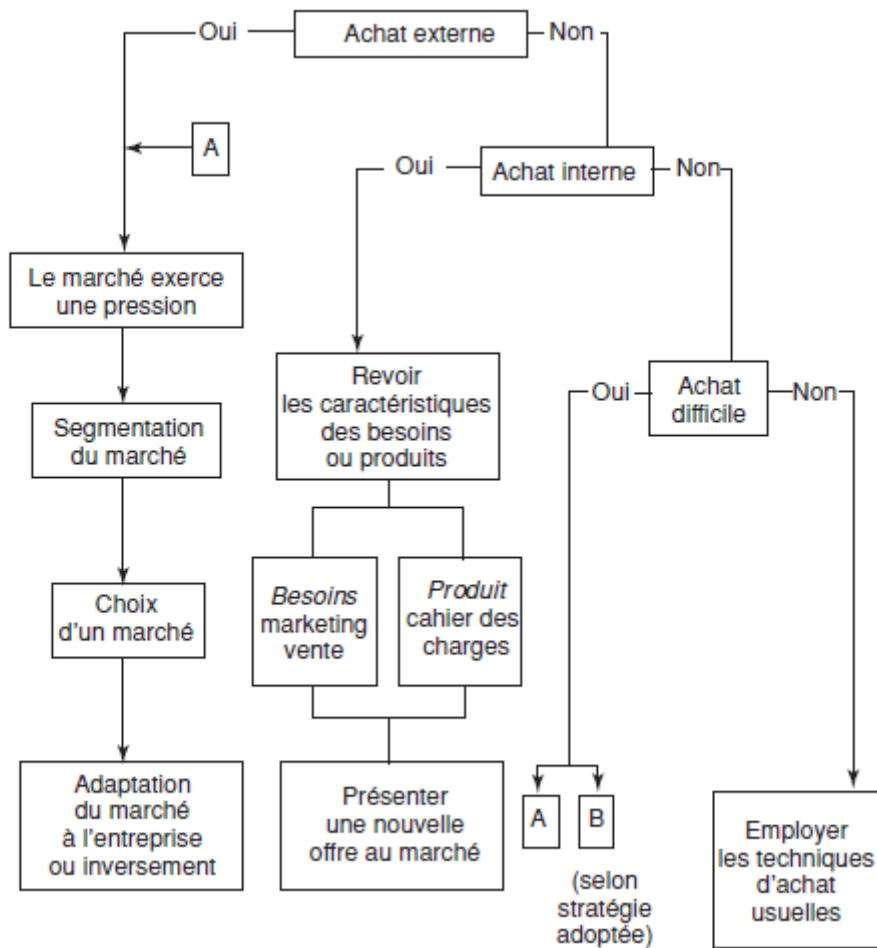 Oui
Achat externe
Non
A
Oui
Achat interne
Non
Le marché exerce
une pression
Revoir
les caractéristiques
des besoins
ou produits
Oui
Achat
difficile
Non
Segmentation
du marché
Choix
d'un marché
Besoins
marketing
vente
Produit
cahier des
charges
Adaptation
du marché
à l'entreprise
ou inversement
Présenter
une nouvelle
offre au marché
A
B
(selon
stratégie
adoptée)
Employer
les techniques
d'achat
usuelles